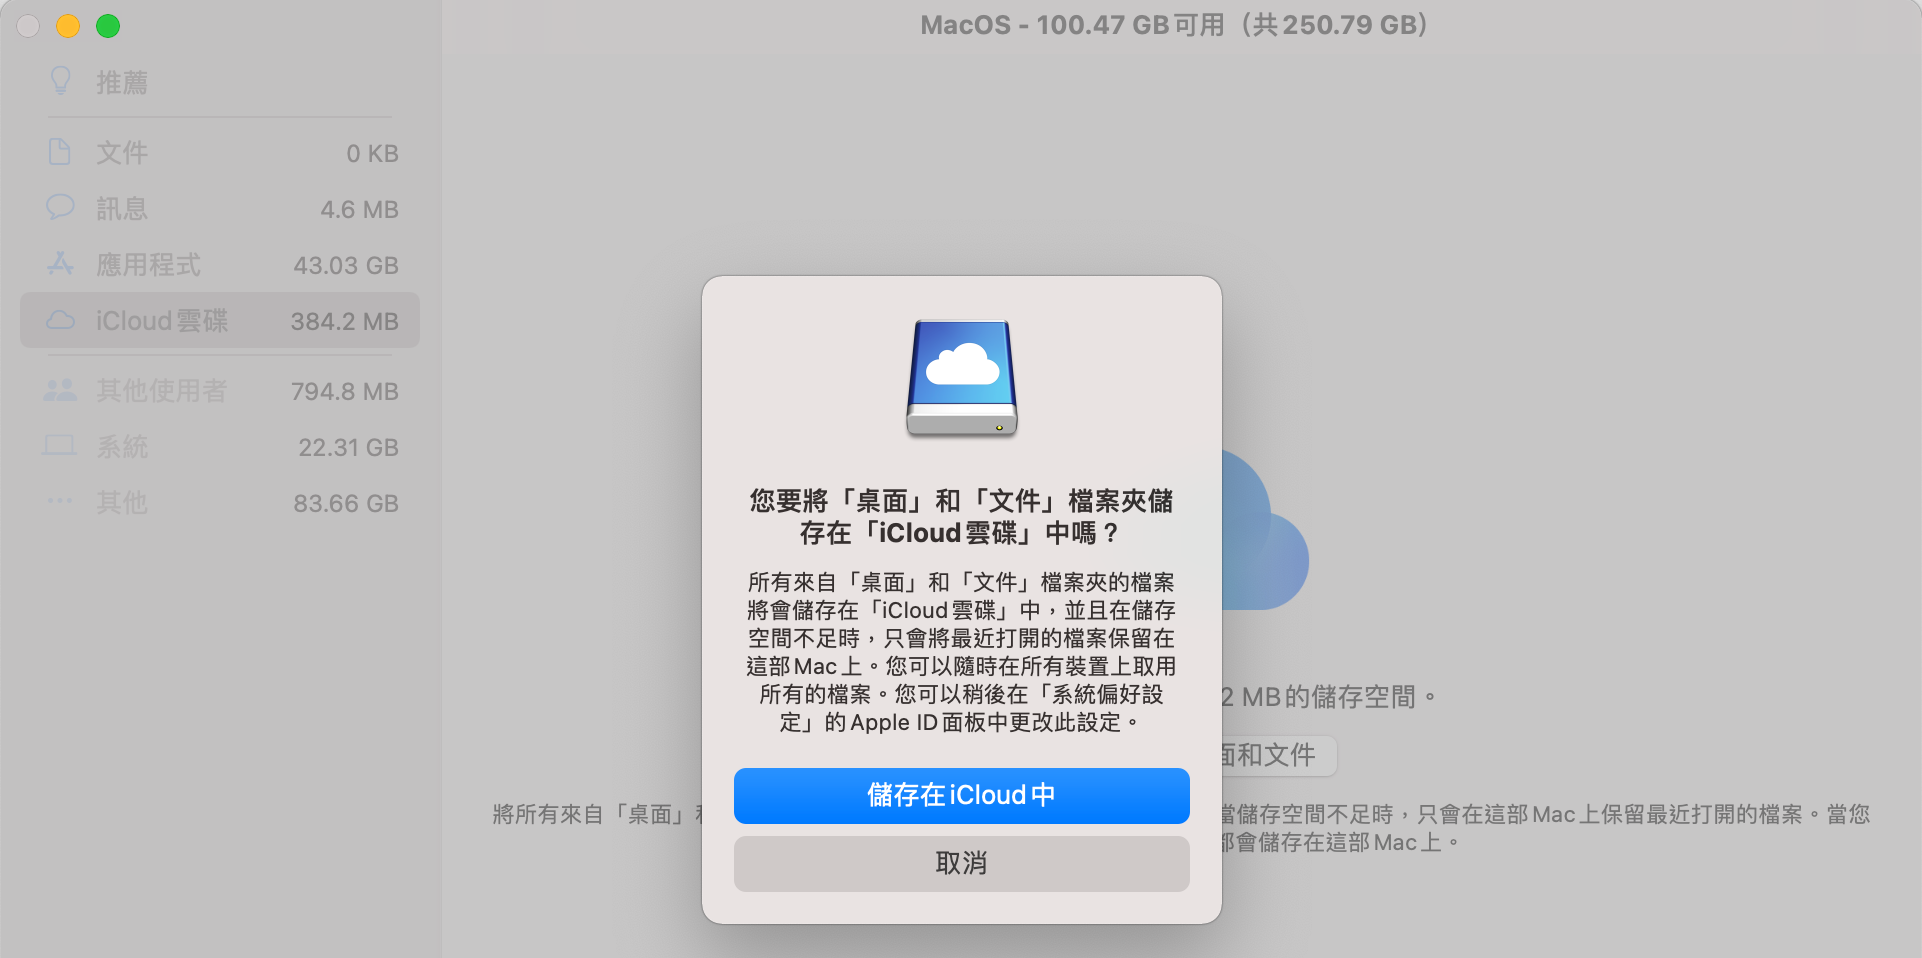 MacOS - 100.47 GB可用（共250.79 GB）
推薦
文件 0 KB
訊息 4.6 MB
應用程式 43.03 GB
iCloud雲碟 384.2 MB
其他使用者 794.8 MB
系統 22.31 GB
其他 83.66 GB
您要將「桌面」和「文件」檔案夾儲
存在「iCloud雲碟」中嗎？
所有來自「桌面」和「文件」檔案夾的檔案
將會儲存在「iCloud雲碟」中，並且在儲存
空間不足時，只會將最近打開的檔案保留在
這部Mac上。您可以隨時在所有裝置上取用
所有的檔案。您可以稍後在「系統偏好設
定」的Apple ID面板中更改此設定。
儲存在iCloud中
取消
2 MB的儲存空間。
面和文件
將所有來自「桌面」和
當儲存空間不足時，只會在這部Mac上保留最近打開的檔案。當您
都會儲存在這部Mac上。